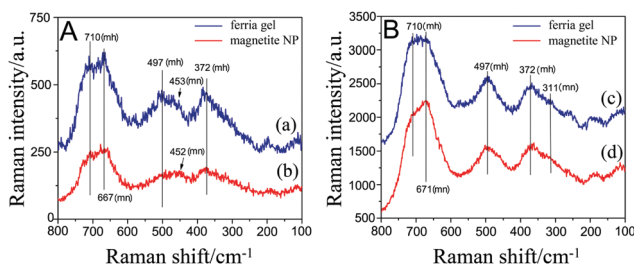 A
ferria gel
magnetite NP
710(mh)
497 (mh)
453(mn)
372(mh)
(a)
452 (mn)
(b)
667(mn)
750
500
250
0
800 700 600 500 400 300 200 100
Raman intensity/a.u.
Raman shift/cm-1
B
ferria gel
magnetite NP
710(mh)
497(mh)
372 (mh)
311(mn)
(c)
(d)
671(mn)
3500
3000
2500
2000
1500
1000
500
800 700 600 500 400 300 200 100
Raman intensity/a.u.
Raman shift/cm-1